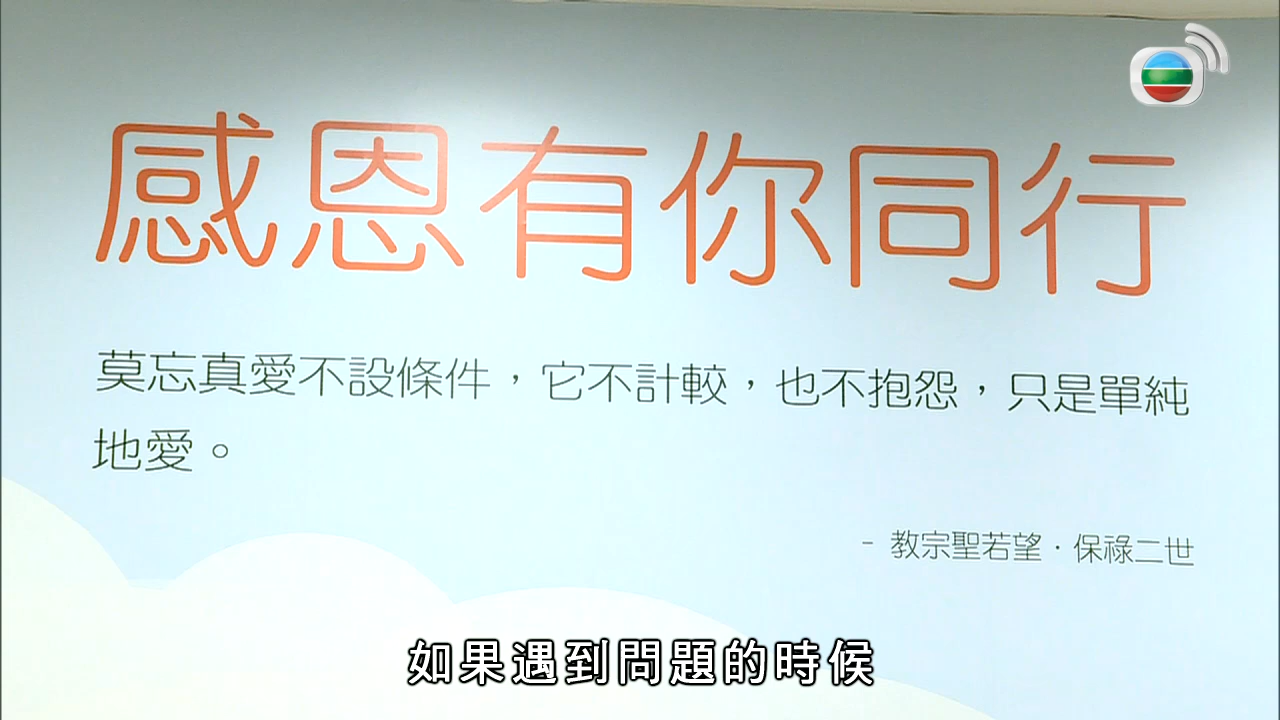 感恩有你同行
莫忘真愛不設條件，它不計較，也不抱怨，只是單純
地愛。
- 教宗聖若望．保祿二世
如果遇到問題的時候